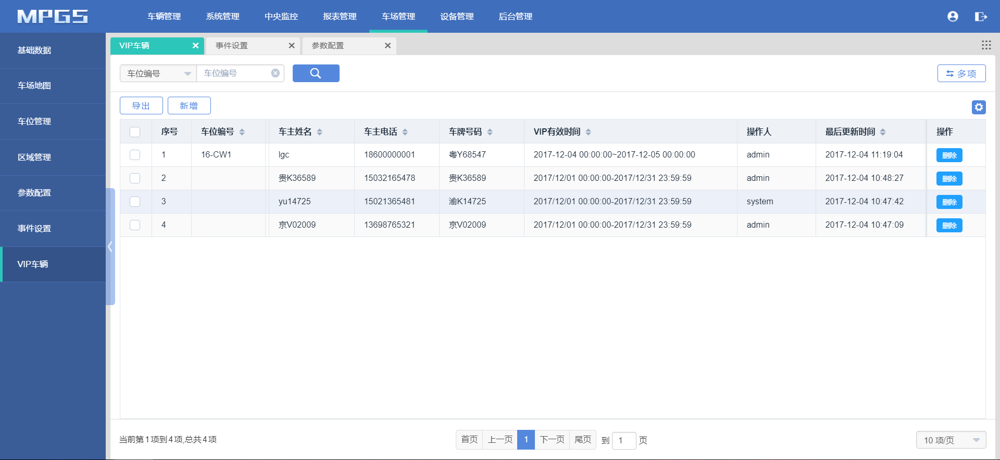 MPGS
车辆管理 系统管理 中央监控 报表管理 车场管理 设备管理 后台管理
基础数据
车场地图
车位管理
区域管理
参数配置
事件设置
VIP车辆
VIP车辆 事件设置 参数配置
车位编号 车位编号 多项
导出 新增
序号 车位编号 车主姓名 车主电话 车牌号码 VIP有效时间 操作人 最后更新时间 操作
1 16-CW1 lgc 18600000001 粤Y68547 2017-12-04 00:00:00~2017-12-05 00:00:00 admin 2017-12-04 11:19:04 删除
2 贵K36589 15032165478 贵K36589 2017/12/01 00:00:00-2017/12/31 23:59:59 admin 2017-12-04 10:48:27 删除
3 yu14725 15021365481 渝K14725 2017/12/01 00:00:00-2017/12/31 23:59:59 system 2017-12-04 10:47:42 删除
4 京V02009 13698765321 京V02009 2017/12/01 00:00:00-2017/12/31 23:59:59 admin 2017-12-04 10:47:09 删除
当前第1项到4项,总共4项 首页 上一页 1 下一页 尾页 到 1 页 10 项/页